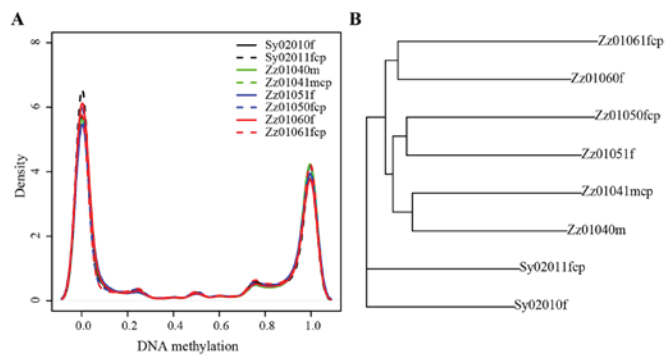 A
B
8
6
4
2
0
Density
Sy02010f
Sy02011fcp
Zz01040m
Zz01041mcp
Zz01051f
Zz01050fcp
Zz01060f
Zz01061fcp
0.0 0.2 0.4 0.6 0.8 1.0
DNA methylation
Zz01061fcp
Zz01060f
Zz01050fcp
Zz01051f
Zz01041mcp
Zz01040m
Sy02011fcp
Sy02010f